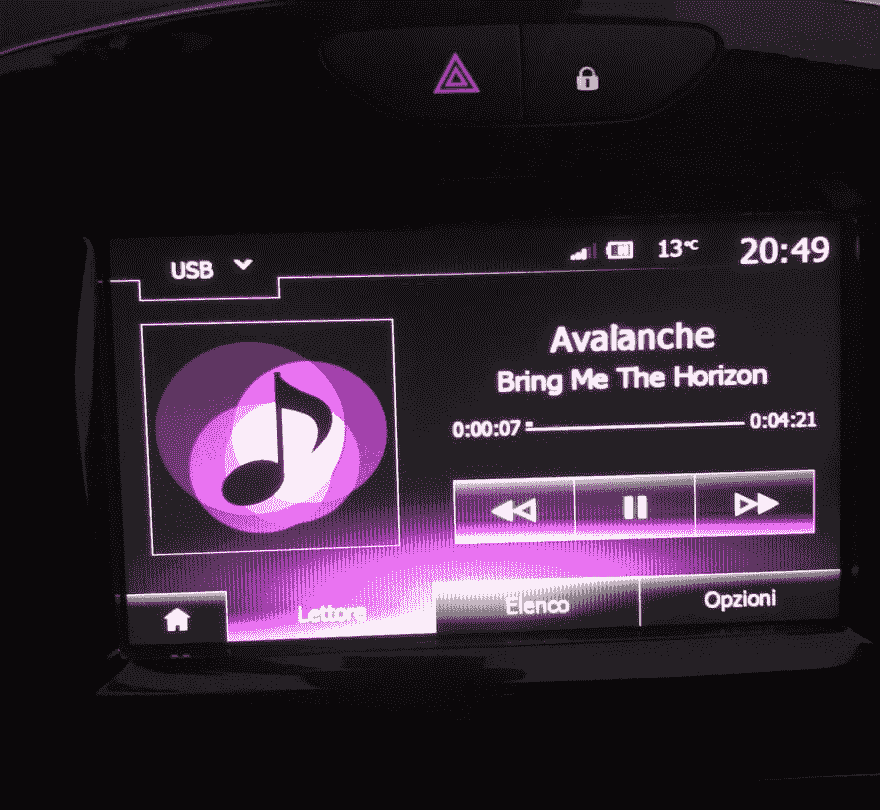 USB
13°C
20:49
Avalanche
Bring Me The Horizon
0:00:07
0:04:21
Lettore
Elenco
Opzioni